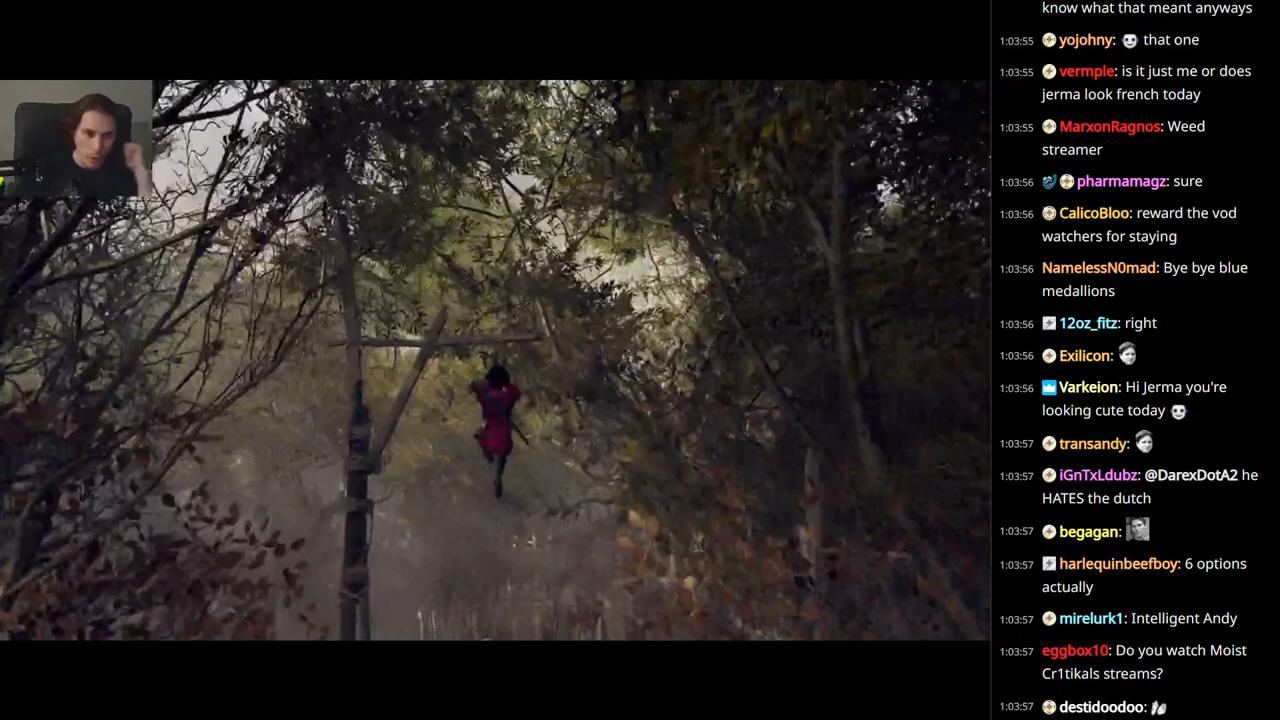 know what that meant anyways
1:03:55 yojohny: that one
1:03:55 vermple: is it just me or does
jerma look french today
1:03:55 MarxonRagnos: Weed
streamer
1:03:56 pharmamagz: sure
1:03:56 CalicoBloo: reward the vod
watchers for staying
1:03:56 NamelessN0mad: Bye bye blue
medallions
1:03:56 12oz_fitz: right
1:03:56 Exilicon:
1:03:56 Varkeion: Hi Jerma you're
looking cute today
1:03:57 transandy:
1:03:57 iGnTxLdubz: @DarexDotA2 he
HATES the dutch
1:03:57 begagan:
1:03:57 harlequinbeefboy: 6 options
actually
1:03:57 mirelurk1: Intelligent Andy
1:03:57 eggbox10: Do you watch Moist
Cr1tikals streams?
1:03:57 destidoodoo: